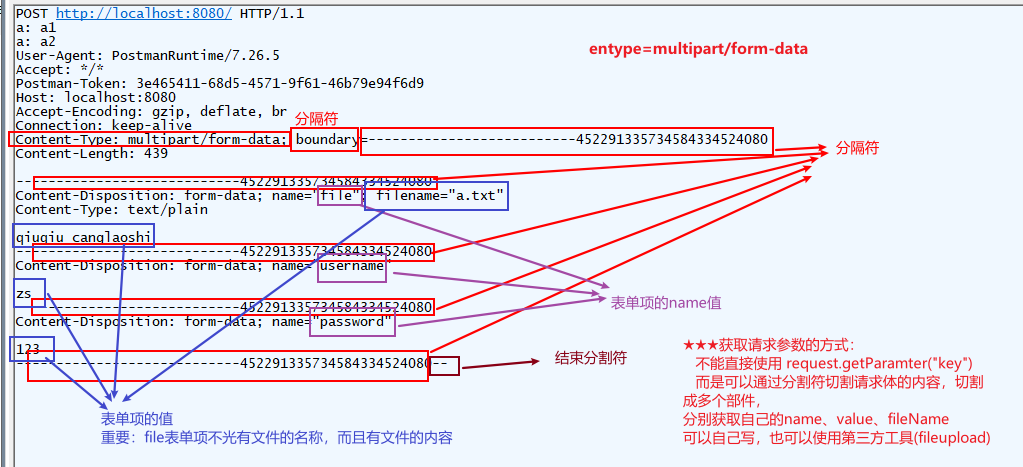 POST http://localhost:8080/ HTTP/1.1
a: a1
a: a2
User-Agent: PostmanRuntime/7.26.5
entype=multipart/form-data
Accept: */*
Postman-Token: 3e465411-68d5-4571-9f61-46b79e94f6d9
Host: localhost:8080
Accept-Encoding: gzip, deflate, br
分隔符
Connection: keep-alive
Content-Type: multipart/form-data; boundary=--------------------------452291335734584334524080
分隔符
Content-Length: 439
----------------------------452291335734584334524080
Content-Disposition: form-data; name="file"; filename="a.txt"
Content-Type: text/plain
qiuqiu canglaoshi
----------------------------452291335734584334524080
Content-Disposition: form-data; name="username"
zs
表单项的name值
----------------------------452291335734584334524080
Content-Disposition: form-data; name="password"
123
----------------------------452291335734584334524080--
结束分割符
★★★获取请求参数的方式：
不能直接使用 request.getParamter("key")
而是可以通过分割符切割请求体的内容，切割
成多个部件，
分别获取自己的name、value、fileName
可以自己写，也可以使用第三方工具(fileupload)
表单项的值
重要：file表单项不光有文件的名称，而且有文件的内容